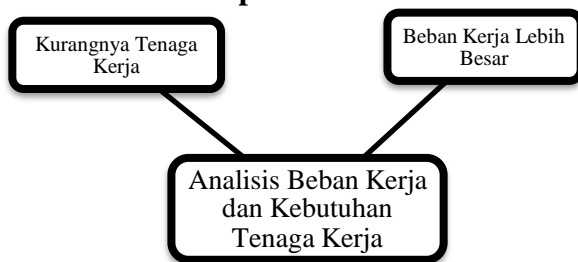 Kurangnya Tenaga
Kerja
Beban Kerja Lebih
Besar
Analisis Beban Kerja
dan Kebutuhan
Tenaga Kerja